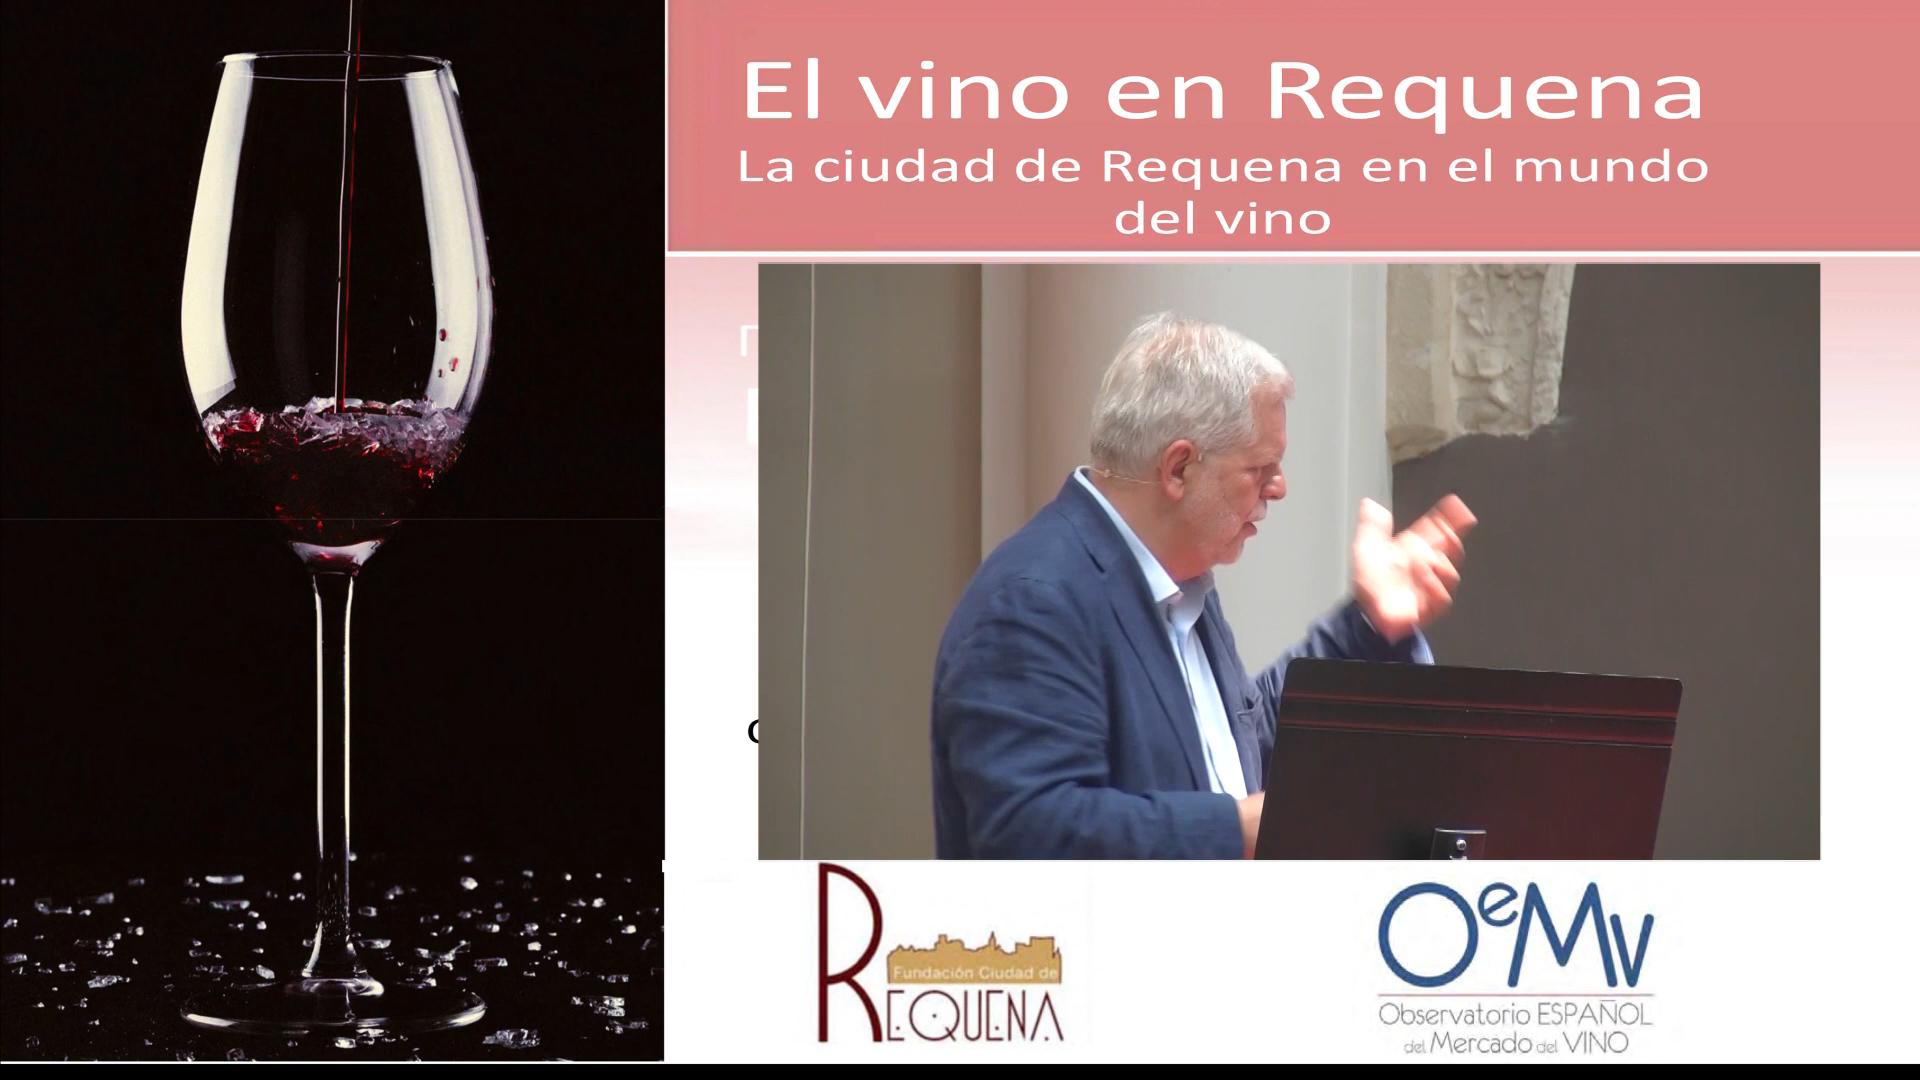 El vino en Requena
La ciudad de Requena en el mundo
del vino
Fundación Ciudad de
REQUENA
OeMv
Observatorio ESPAÑOL
del Mercado del VINO